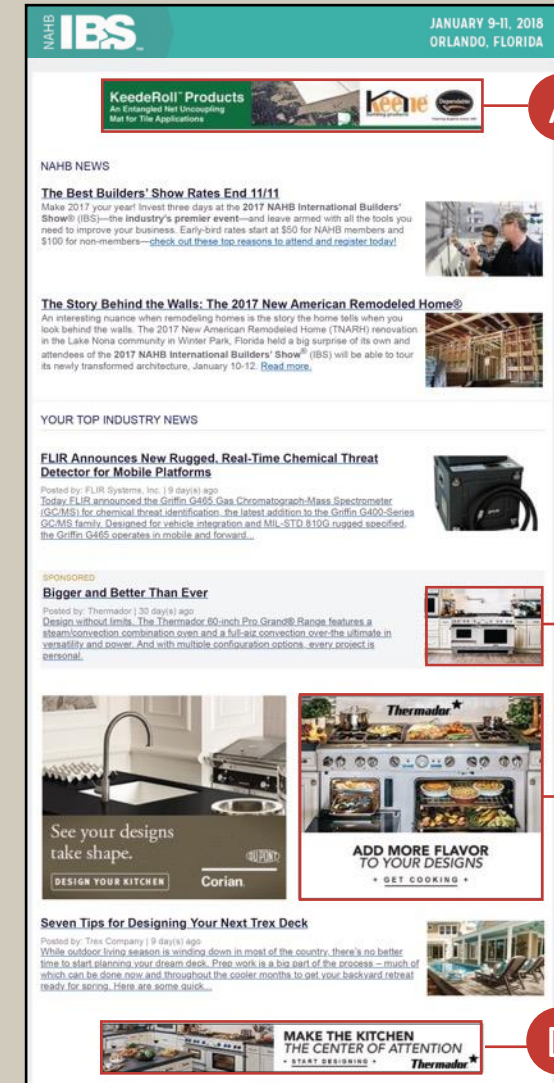 NAHB
IBS
JANUARY 9-11, 2018
ORLANDO, FLORIDA
KeedeRoll™ Products
An Entangled Net Uncoupling
Mat for Tile Applications
keene
building products
Dependable
A
NAHB NEWS
The Best Builders' Show Rates End 11/11
Make 2017 your year! Invest three days at the 2017 NAHB International Builders'
Show® (IBS)—the industry's premier event—and leave armed with all the tools you
need to improve your business. Early-bird rates start at $50 for NAHB members and
$100 for non-members—check out these top reasons to attend and register today!
The Story Behind the Walls: The 2017 New American Remodeled Home®
An interesting nuance when remodeling homes is the story the home tells when you
look behind the walls. The 2017 New American Remodeled Home (TNARH) renovation
in the Lake Nona community in Winter Park, Florida held a big surprise of its own and
attendees of the 2017 NAHB International Builders' Show® (IBS) will be able to tour
its newly transformed architecture, January 10-12. Read more.
YOUR TOP INDUSTRY NEWS
FLIR Announces New Rugged, Real-Time Chemical Threat
Detector for Mobile Platforms
Posted by: FLIR Systems, Inc. | 9 day(s) ago
Today FLIR announced the Griffin G465 Gas Chromatograph-Mass Spectrometer
(GC/MS) for chemical threat identification, the latest addition to the Griffin G400-Series
GC/MS family. Designed for vehicle integration and MIL-STD 810G rugged specified,
the Griffin G465 operates in mobile and forward...
SPONSORED
Bigger and Better Than Ever
Posted by: Thermador | 30 day(s) ago
Design without limits. The Thermador 60-inch Pro Grand® Range features a
steam/convection combination oven and a full-aiz convection over-the ultimate in
versatility and power. And with multiple configuration options, every project is
personal.
See your designs
take shape.
DESIGN YOUR KITCHEN
DUPONT
Corian.
Thermador
ADD MORE FLAVOR
TO YOUR DESIGNS
• GET COOKING •
Seven Tips for Designing Your Next Trex Deck
Posted by: Trex Company | 9 day(s) ago
While outdoor living season is winding down in most of the country, there's no better
time to start planning your dream deck. Prep work is a big part of the process – much of
which can be done now and throughout the cooler months to get your backyard retreat
ready for spring. Here are some quick...
MAKE THE KITCHEN
THE CENTER OF ATTENTION
• START DESIGNING •
Thermador